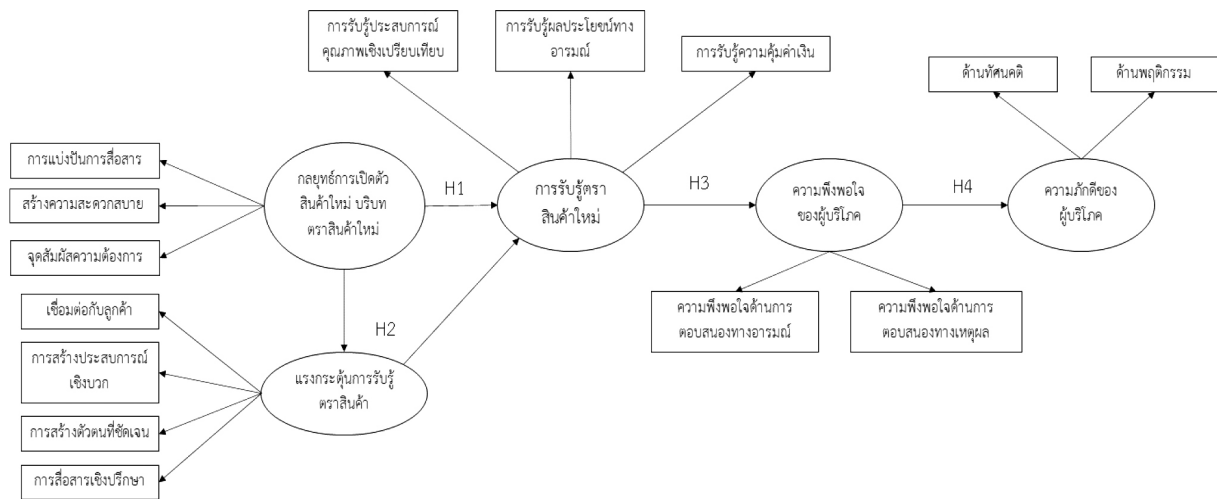 การรับรู้ประสบการณ์
คุณภาพเชิงเปรียบเทียบ
การรับรู้ผลประโยชน์ทาง
อารมณ์
การรับรู้ความคุ้มค่าเงิน
ด้านทัศนคติ
ด้านพฤติกรรม
การแบ่งปันการสื่อสาร
สร้างความสะดวกสบาย
จุดสัมผัสความต้องการ
กลยุทธ์การเปิดตัว
สินค้าใหม่ บริบท
ตราสินค้าใหม่
H1
การรับรู้ตรา
สินค้าใหม่
H3
ความพึงพอใจ
ของผู้บริโภค
H4
ความภักดีของ
ผู้บริโภค
เชื่อมต่อกับลูกค้า
การสร้างประสบการณ์
เชิงบวก
การสร้างตัวตนที่ชัดเจน
การสื่อสารเชิงปรึกษา
H2
แรงกระตุ้นการรับรู้
ตราสินค้า
ความพึงพอใจด้านการ
ตอบสนองทางอารมณ์
ความพึงพอใจด้านการ
ตอบสนองทางเหตุผล